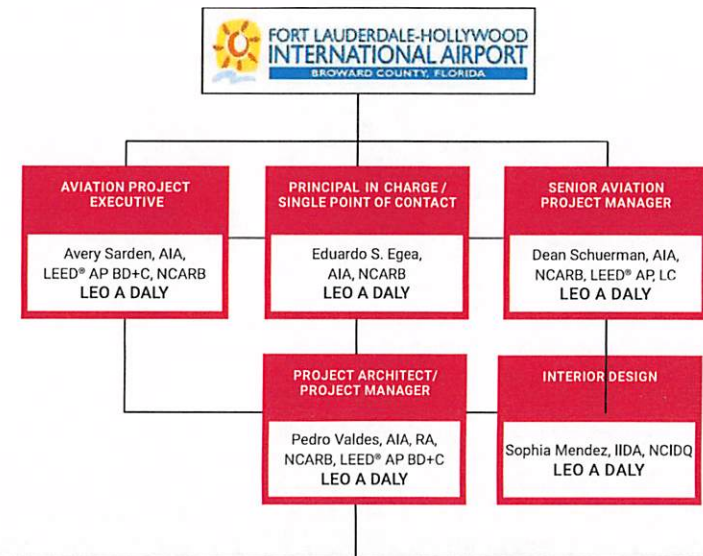 FORT LAUDERDALE-HOLLYWOOD
INTERNATIONAL AIRPORT
BROWARD COUNTY, FLORIDA
AVIATION PROJECT
EXECUTIVE
Avery Sarden, AIA,
LEED® AP BD+C, NCARB
LEO A DALY
PRINCIPAL IN CHARGE /
SINGLE POINT OF CONTACT
Eduardo S. Egea,
AIA, NCARB
LEO A DALY
SENIOR AVIATION
PROJECT MANAGER
Dean Schuerman, AIA,
NCARB, LEED® AP, LC
LEO A DALY
PROJECT ARCHITECT/
PROJECT MANAGER
Pedro Valdes, AIA, RA,
NCARB, LEED® AP BD+C
LEO A DALY
INTERIOR DESIGN
Sophia Mendez, IIDA, NCIDQ
LEO A DALY